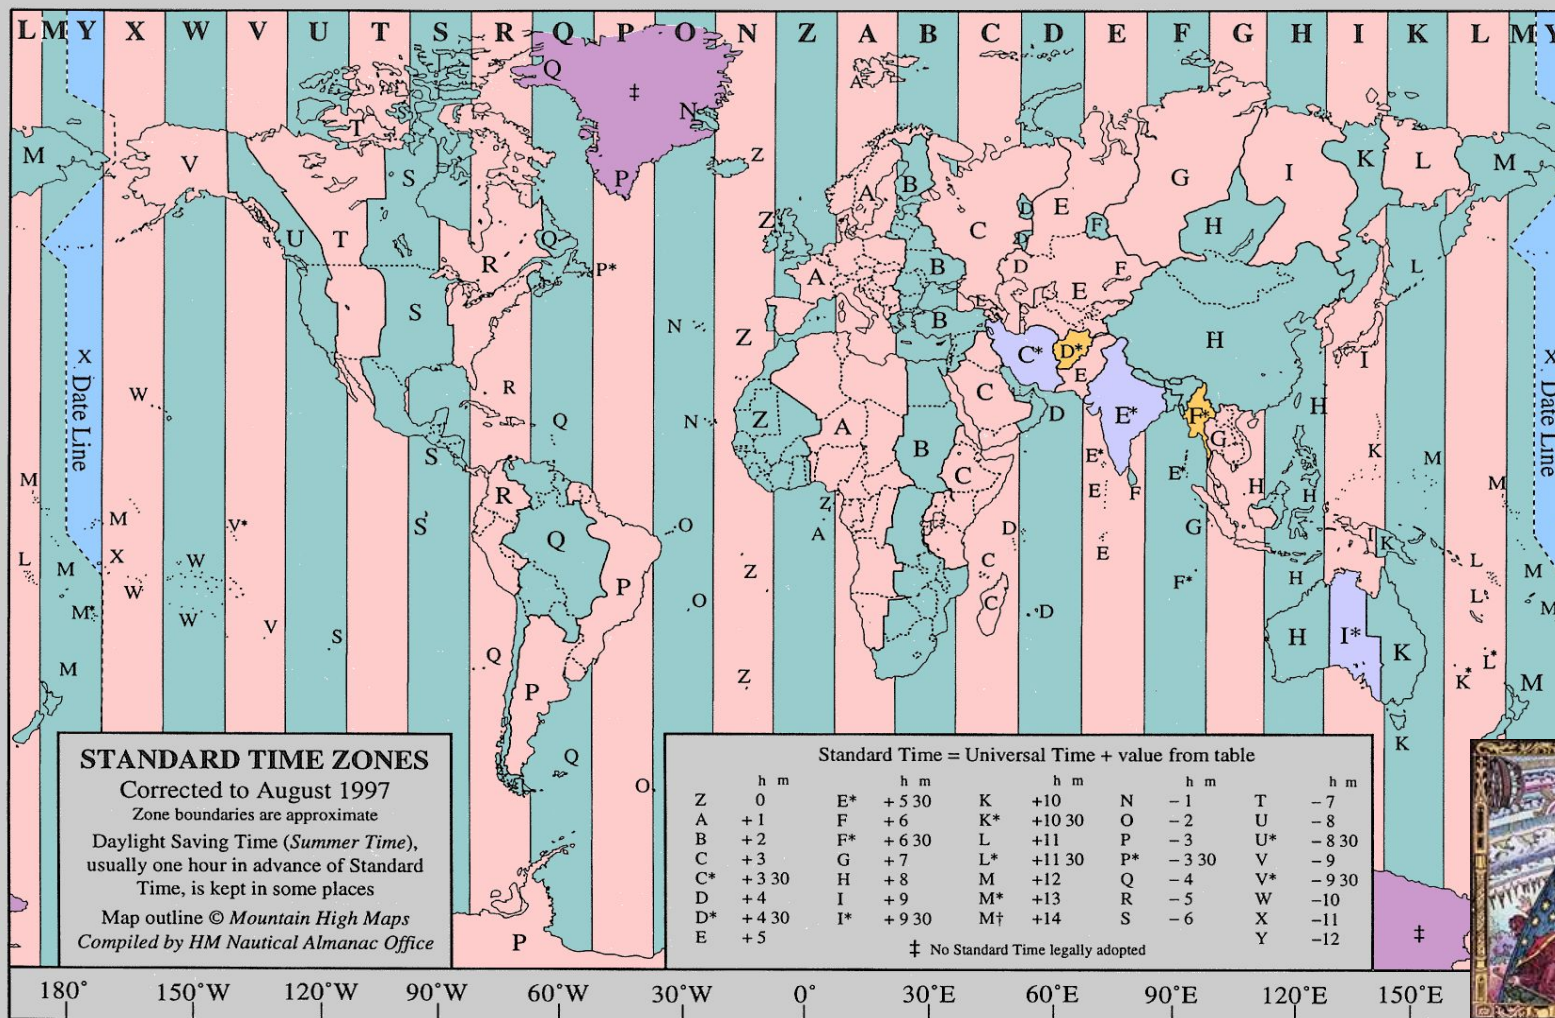 L M Y X W V U T S R Q P O N Z A B C D E F G H I K L M Y
Q ‡ A
T N
M V S P Z A B G I K L M
Z D E F H
U T R Q C D
P* A B D F L
E E
S N Z B C* D* H I
X X
Date Line
Date Line
W R Q N Z A C E D E* F* G H
S B C E* K M
M R E F E* H H M
M V* S Z O D G
X W Q A I K L
L M W P Z C E F* H L M
M* W O C D L M
V S H I* K
M Q P Z K* L* M
Q O K
P ‡
STANDARD TIME ZONES
Corrected to August 1997
Zone boundaries are approximate
Daylight Saving Time (Summer Time),
usually one hour in advance of Standard
Time, is kept in some places
Map outline © Mountain High Maps
Compiled by HM Nautical Almanac Office
Standard Time = Universal Time + value from table
h m h m h m h m h m
Z 0 E* + 5 30 K +10 N − 1 T − 7
A + 1 F + 6 K* +10 30 O − 2 U − 8
B + 2 F* + 6 30 L +11 P − 3 U* − 8 30
C + 3 G + 7 L* +11 30 P* − 3 30 V − 9
C* + 3 30 H + 8 M +12 Q − 4 V* − 9 30
D + 4 I + 9 M* +13 R − 5 W −10
D* + 4 30 I* + 9 30 M† +14 S − 6 X −11
E + 5 Y −12
‡ No Standard Time legally adopted
180° 150°W 120°W 90°W 60°W 30°W 0° 30°E 60°E 90°E 120°E 150°E